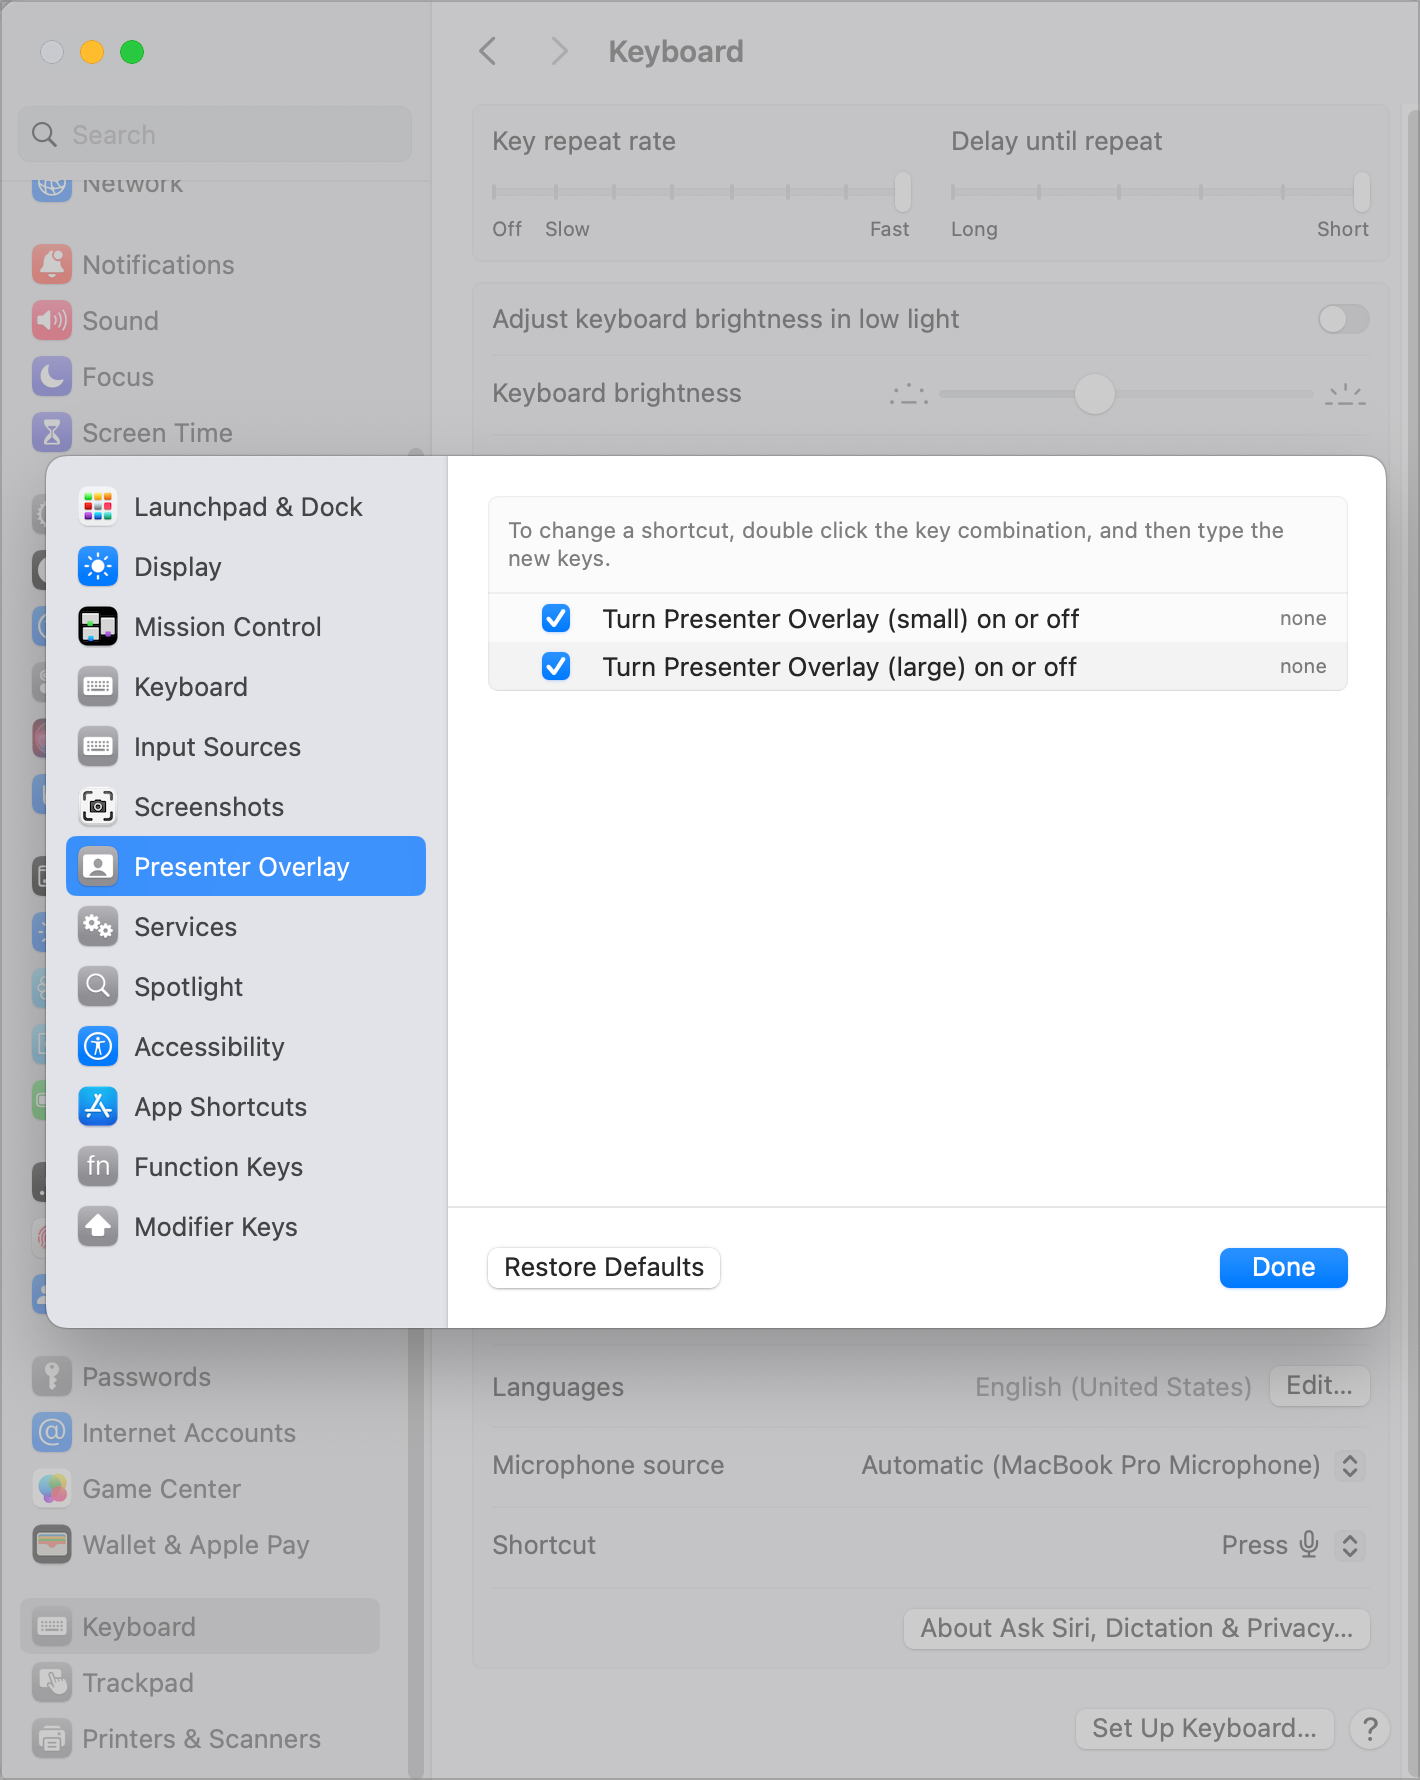 Keyboard
Search
Network
Notifications
Sound
Focus
Screen Time
Key repeat rate
Delay until repeat
Off
Slow
Fast
Long
Short
Adjust keyboard brightness in low light
Keyboard brightness
Launchpad & Dock
Display
Mission Control
Keyboard
Input Sources
Screenshots
Presenter Overlay
Services
Spotlight
Accessibility
App Shortcuts
fn
Function Keys
Modifier Keys
To change a shortcut, double click the key combination, and then type the
new keys.
Turn Presenter Overlay (small) on or off none
Turn Presenter Overlay (large) on or off none
Restore Defaults
Done
Passwords
@ Internet Accounts
Game Center
Wallet & Apple Pay
Keyboard
Trackpad
Printers & Scanners
Languages English (United States) Edit...
Microphone source Automatic (MacBook Pro Microphone)
Shortcut Press
About Ask Siri, Dictation & Privacy...
Set Up Keyboard... ?